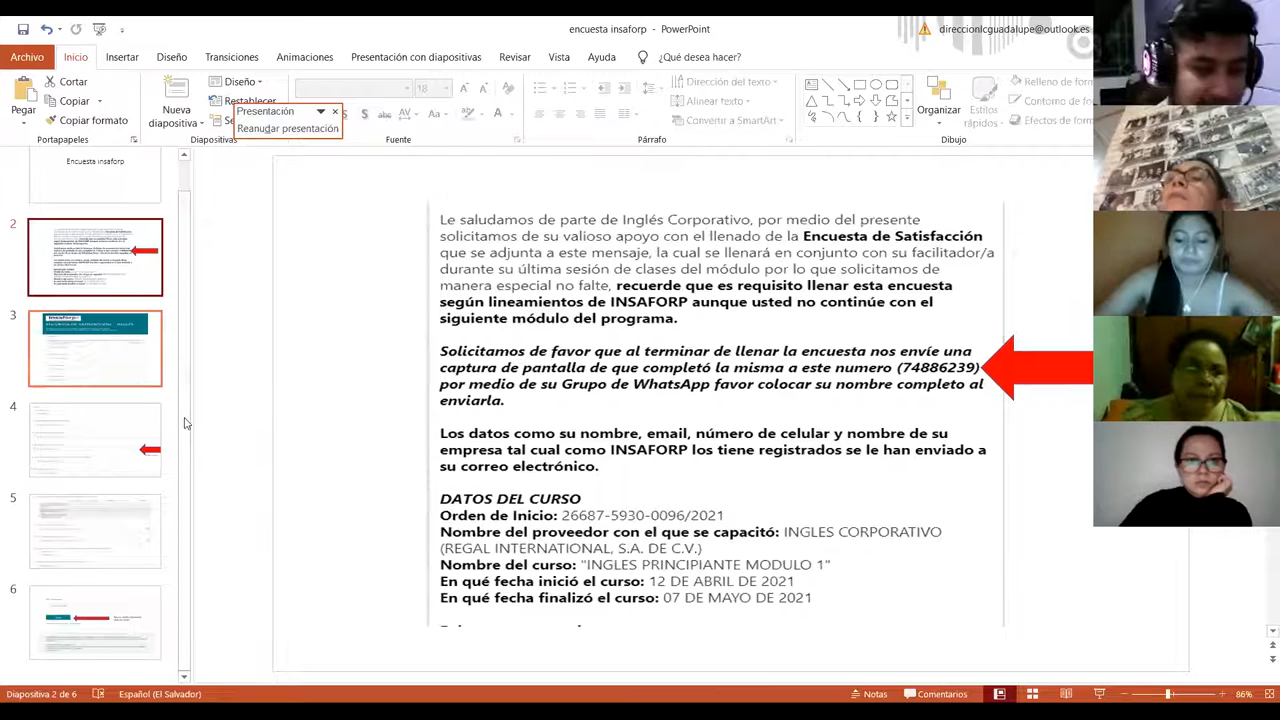 encuesta insaforp - PowerPoint
direccionlcguadalupe@outlook.es
Archivo Inicio Insertar Diseño Transiciones Animaciones Presentación con diapositivas Revisar Vista Ayuda ¿Qué desea hacer?
Pegar
Cortar
Copiar
Copiar formato
Portapapeles
Nueva
diapositiva
Diseño
Restablecer
Presentación
Reanudar presentación
Diapositivas
18
Fuente
Dirección del texto
Alinear texto
Convertir a SmartArt
Párrafo
Organizar
Estilos
rápidos
Relleno de
Contorno de
Efectos de
Dibujo
Encuesta insaforp
2
3
4
5
6
Le saludamos de parte de Inglés Corporativo, por medio del presente
solicitamos de su valioso apoyo con el llenado de la Encuesta de Satisfacción
que se adjunta a este mensaje, la cual se llenará en conjunto con su facilitador/a
durante su última sesión de clases del módulo por lo que solicitamos de
manera especial no falte, recuerde que es requisito llenar esta encuesta
según lineamientos de INSAFORP aunque usted no continúe con el
siguiente módulo del programa.
Solicitamos de favor que al terminar de llenar la encuesta nos envíe una
captura de pantalla de que completó la misma a este numero (74886239)
por medio de su Grupo de WhatsApp favor colocar su nombre completo al
enviarla.
Los datos como su nombre, email, número de celular y nombre de su
empresa tal cual como INSAFORP los tiene registrados se le han enviado a
su correo electrónico.
DATOS DEL CURSO
Orden de Inicio: 26687-5930-0096/2021
Nombre del proveedor con el que se capacitó: INGLES CORPORATIVO
(REGAL INTERNATIONAL, S.A. DE C.V.)
Nombre del curso: "INGLES PRINCIPIANTE MODULO 1"
En qué fecha inició el curso: 12 DE ABRIL DE 2021
En qué fecha finalizó el curso: 07 DE MAYO DE 2021
Diapositiva 2 de 6 Español (El Salvador) Notas Comentarios 86%